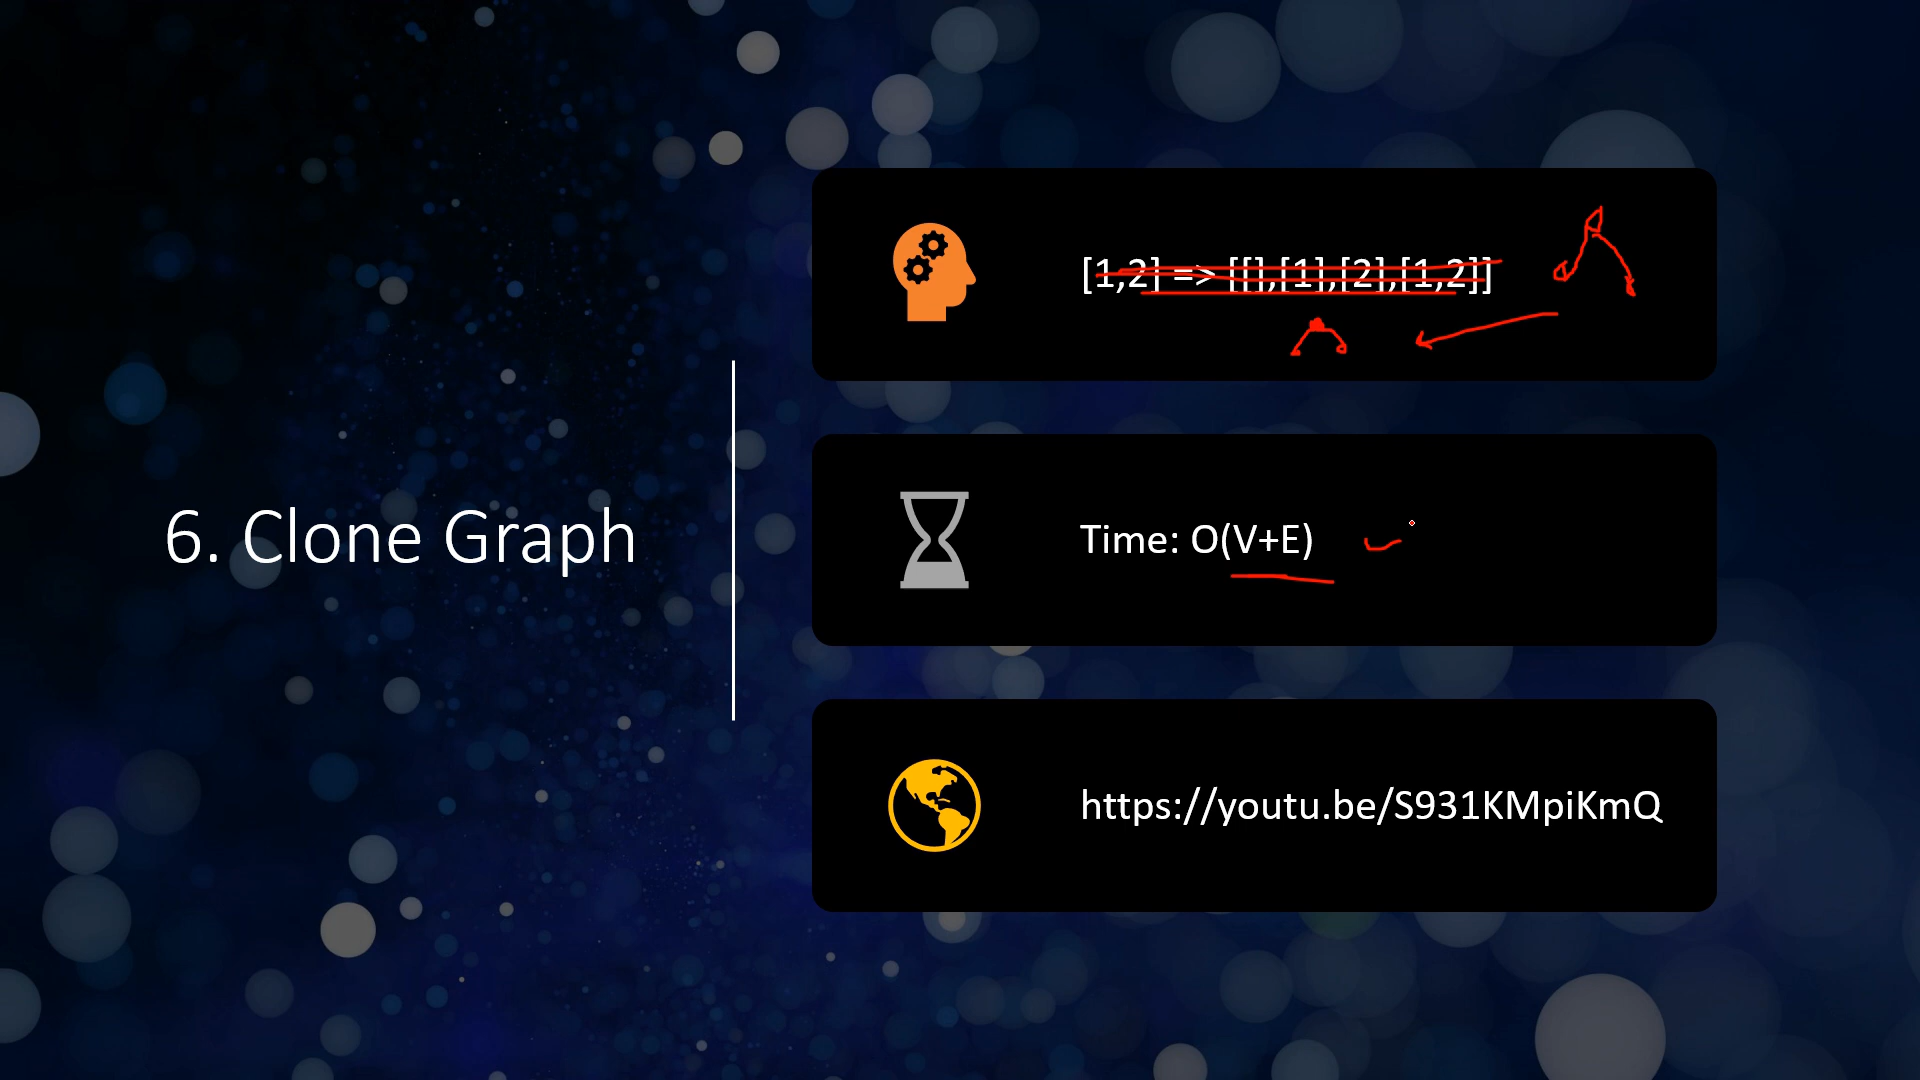 6. Clone Graph
[1,2] => [[],[1],[2],[1,2]]
Time: O(V+E)
https://youtu.be/S931KMpiKmQ